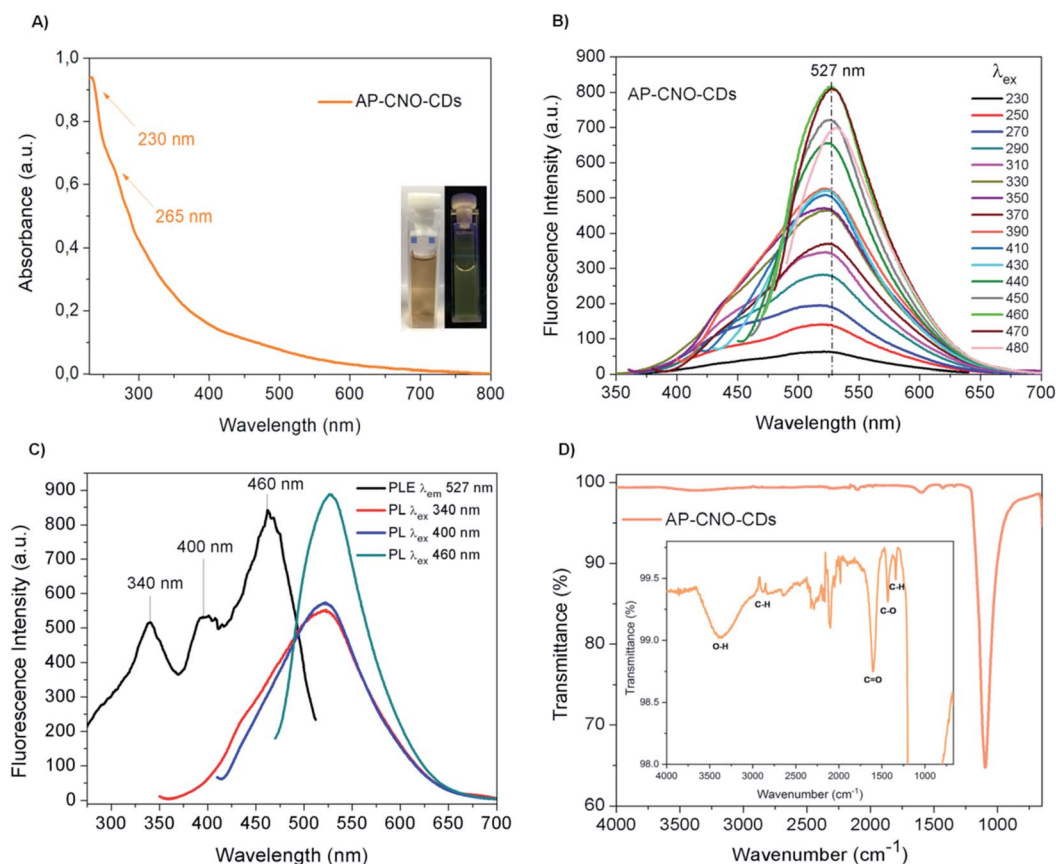 A)
1,0
0,8
0,6
0,4
0,2
0,0
Absorbance (a.u.)
230 nm
265 nm
AP-CNO-CDs
300 400 500 600 700 800
Wavelength (nm)
B)
900
800
700
600
500
400
300
200
100
0
Fluorescence Intensity (a.u.)
AP-CNO-CDs
527 nm
λex
230
250
270
290
310
330
350
370
390
410
430
440
450
460
470
480
350 400 450 500 550 600 650 700
Wavelength (nm)
C)
900
800
700
600
500
400
300
200
100
0
Fluorescence Intensity (a.u.)
340 nm
400 nm
460 nm
PLE λem 527 nm
PL λex 340 nm
PL λex 400 nm
PL λex 460 nm
300 350 400 450 500 550 600 650 700
Wavelength (nm)
D)
100
90
80
70
60
Transmittance (%)
AP-CNO-CDs
99.5
99.0
98.5
98.0
Transmittance (%)
O-H
C-H
C=O
C-O
C-H
4000 3500 3000 2500 2000 1500 1000
Wavenumber (cm⁻¹)
4000 3500 3000 2500 2000 1500 1000
Wavenumber (cm⁻¹)